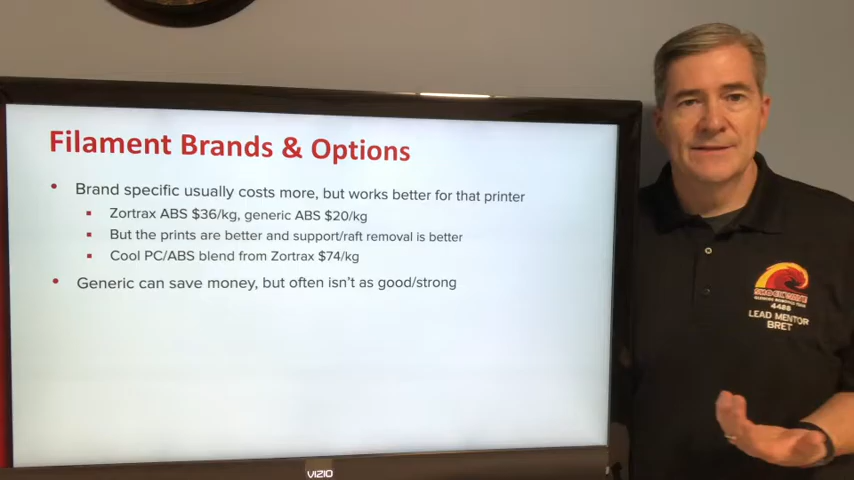 Filament Brands & Options
• Brand specific usually costs more, but works better for that printer
▪ Zortrax ABS $36/kg, generic ABS $20/kg
▪ But the prints are better and support/raft removal is better
▪ Cool PC/ABS blend from Zortrax $74/kg
• Generic can save money, but often isn't as good/strong
VIZIO
4486
LEAD MENTOR
BRET